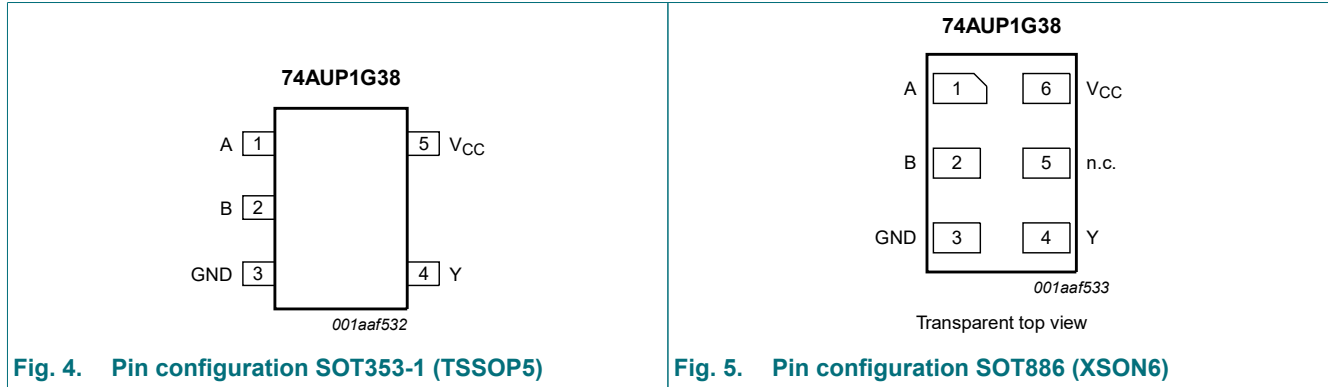 74AUP1G38
A 1 5 VCC
B 2
GND 3 4 Y
001aaf532
Fig. 4. Pin configuration SOT353-1 (TSSOP5)
74AUP1G38
A 1 6 VCC
B 2 5 n.c.
GND 3 4 Y
001aaf533
Transparent top view
Fig. 5. Pin configuration SOT886 (XSON6)